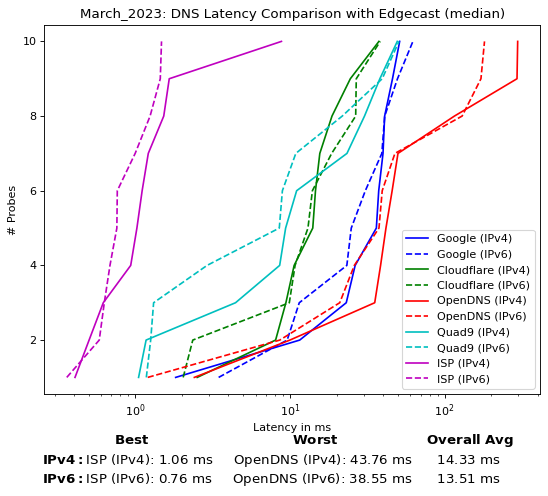 March_2023: DNS Latency Comparison with Edgecast (median)
# Probes
10
8
6
4
2
Google (IPv4)
Google (IPv6)
Cloudflare (IPv4)
Cloudflare (IPv6)
OpenDNS (IPv4)
OpenDNS (IPv6)
Quad9 (IPv4)
Quad9 (IPv6)
ISP (IPv4)
ISP (IPv6)
10⁰ 10¹ 10²
Latency in ms
Best Worst Overall Avg
IPv4: ISP (IPv4): 1.06 ms OpenDNS (IPv4): 43.76 ms 14.33 ms
IPv6: ISP (IPv6): 0.76 ms OpenDNS (IPv6): 38.55 ms 13.51 ms